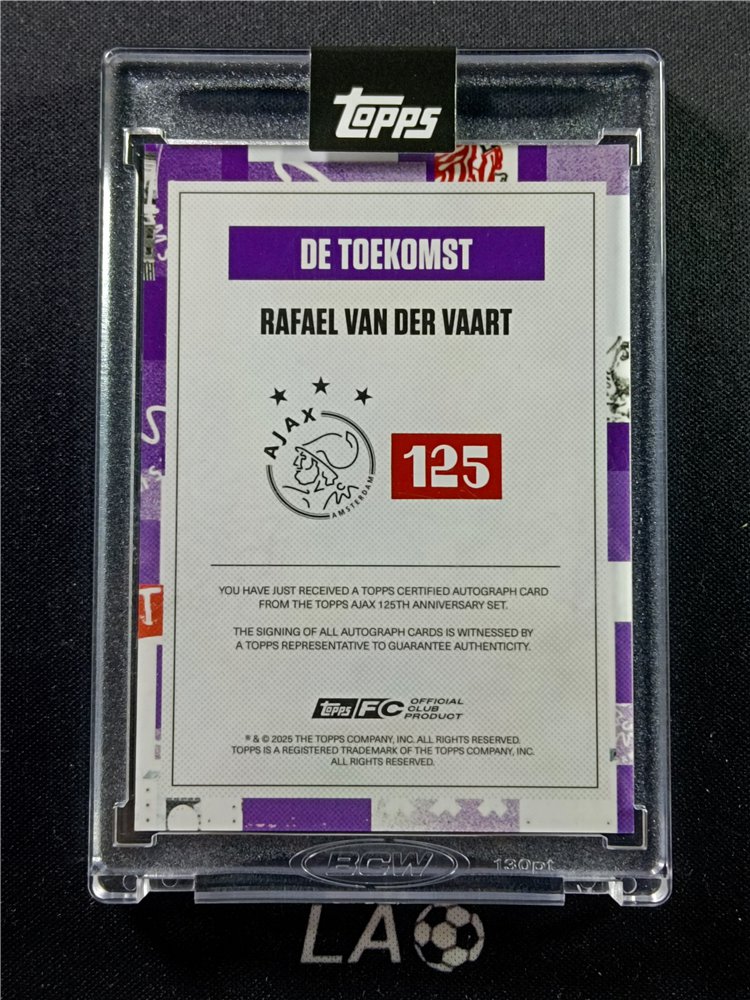 TOPPS
DE TOEKOMST
RAFAEL VAN DER VAART
AJAX
125
AMSTERDAM
T
YOU HAVE JUST RECEIVED A TOPPS CERTIFIED AUTOGRAPH CARD
FROM THE TOPPS AJAX 125TH ANNIVERSARY SET.
THE SIGNING OF ALL AUTOGRAPH CARDS IS WITNESSED BY
A TOPPS REPRESENTATIVE TO GUARANTEE AUTHENTICITY.
TOPPS FC OFFICIAL
CLUB
PRODUCT
® & © 2025 THE TOPPS COMPANY, INC. ALL RIGHTS RESERVED.
TOPPS IS A REGISTERED TRADEMARK OF THE TOPPS COMPANY, INC.
ALL RIGHTS RESERVED.
BCW 130pt
LA